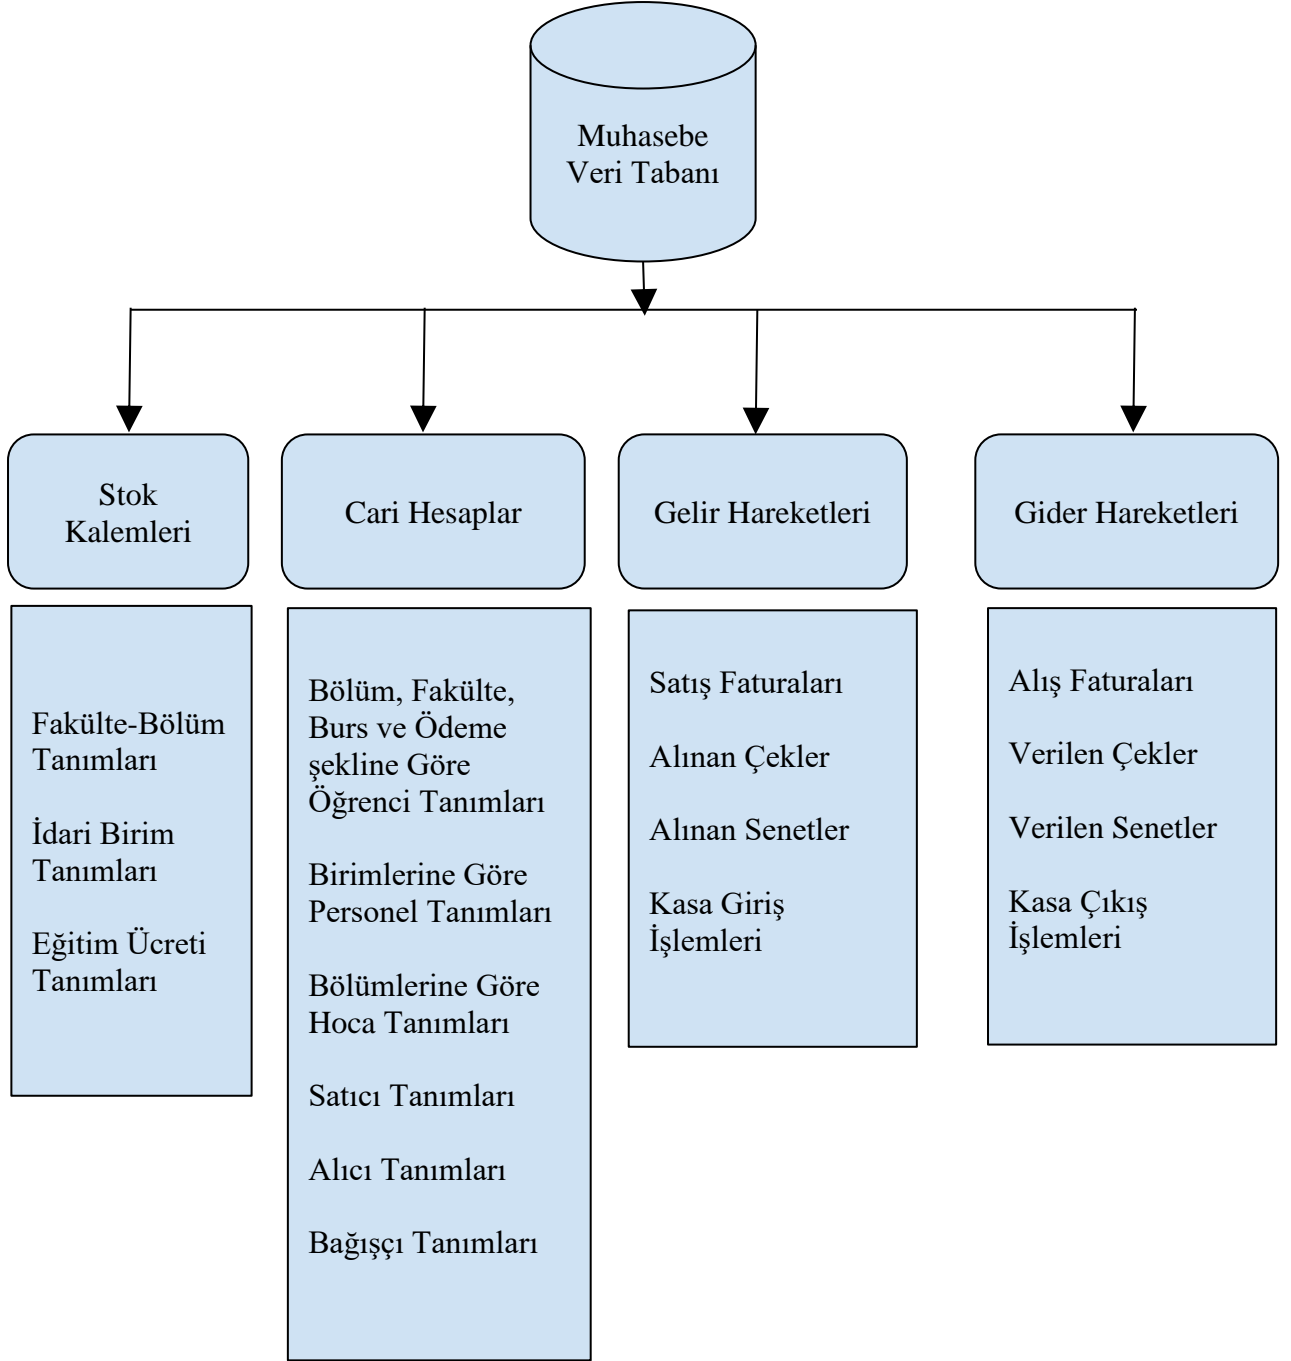 Muhasebe
Veri Tabanı
Stok
Kalemleri
Cari Hesaplar
Gelir Hareketleri
Gider Hareketleri
Fakülte-Bölüm
Tanımları
İdari Birim
Tanımları
Eğitim Ücreti
Tanımları
Bölüm, Fakülte,
Burs ve Ödeme
şekline Göre
Öğrenci Tanımları
Birimlerine Göre
Personel Tanımları
Bölümlerine Göre
Hoca Tanımları
Satıcı Tanımları
Alıcı Tanımları
Bağışçı Tanımları
Satış Faturaları
Alınan Çekler
Alınan Senetler
Kasa Giriş
İşlemleri
Alış Faturaları
Verilen Çekler
Verilen Senetler
Kasa Çıkış
İşlemleri